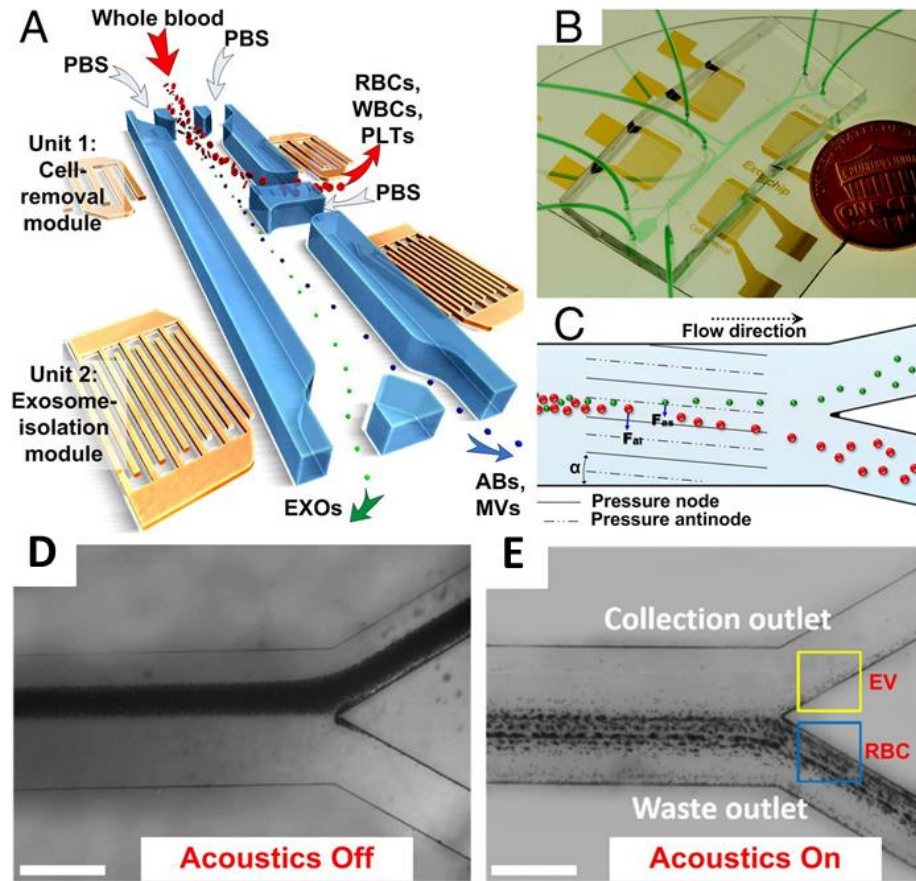 A
Whole blood
PBS
PBS
RBCs,
WBCs,
PLTs
Unit 1:
Cell-
removal
module
PBS
Unit 2:
Exosome-
isolation
module
EXOs
ABs,
MVs
B
ExoChip
C
Flow direction
Far
Fas
α
Pressure node
Pressure antinode
D
Acoustics Off
E
Collection outlet
EV
RBC
Waste outlet
Acoustics On